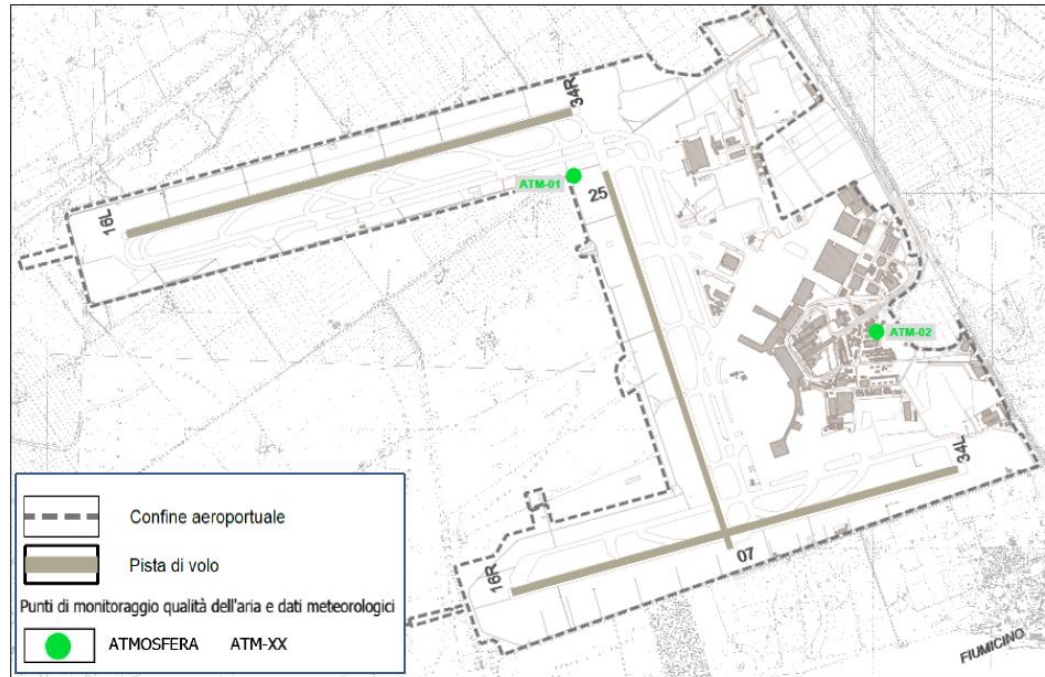 34R
ATM-01
25
16L
ATM-02
34L
07
16R
FIUMICINO
Confine aeroportuale
Pista di volo
Punti di monitoraggio qualità dell'aria e dati meteorologici
ATMOSFERA ATM-XX